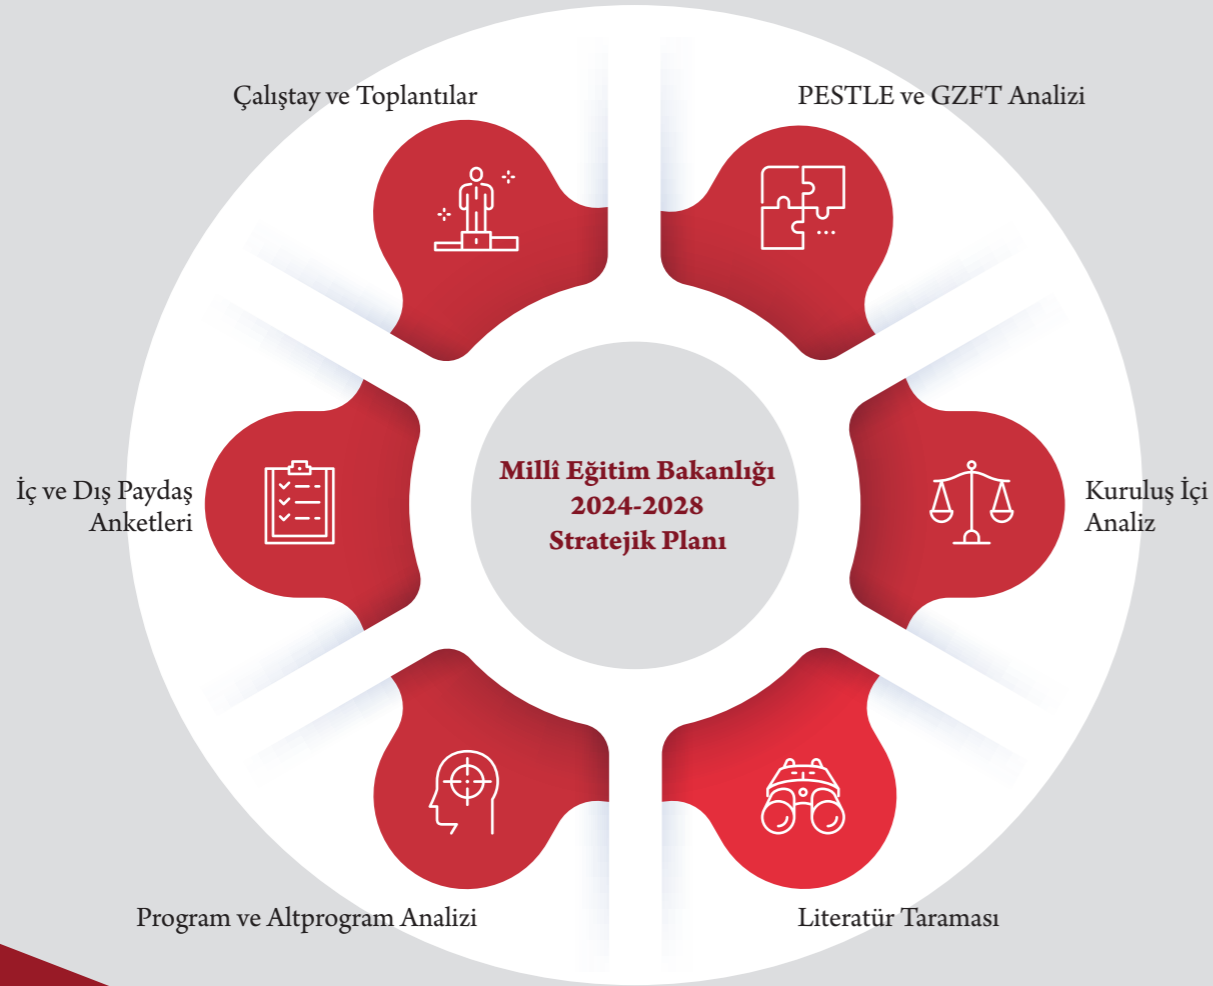 Çalıştay ve Toplantılar
PESTLE ve GZFT Analizi
İç ve Dış Paydaş
Anketleri
Millî Eğitim Bakanlığı
2024-2028
Stratejik Planı
Kuruluş İçi
Analiz
Program ve Altprogram Analizi
Literatür Taraması